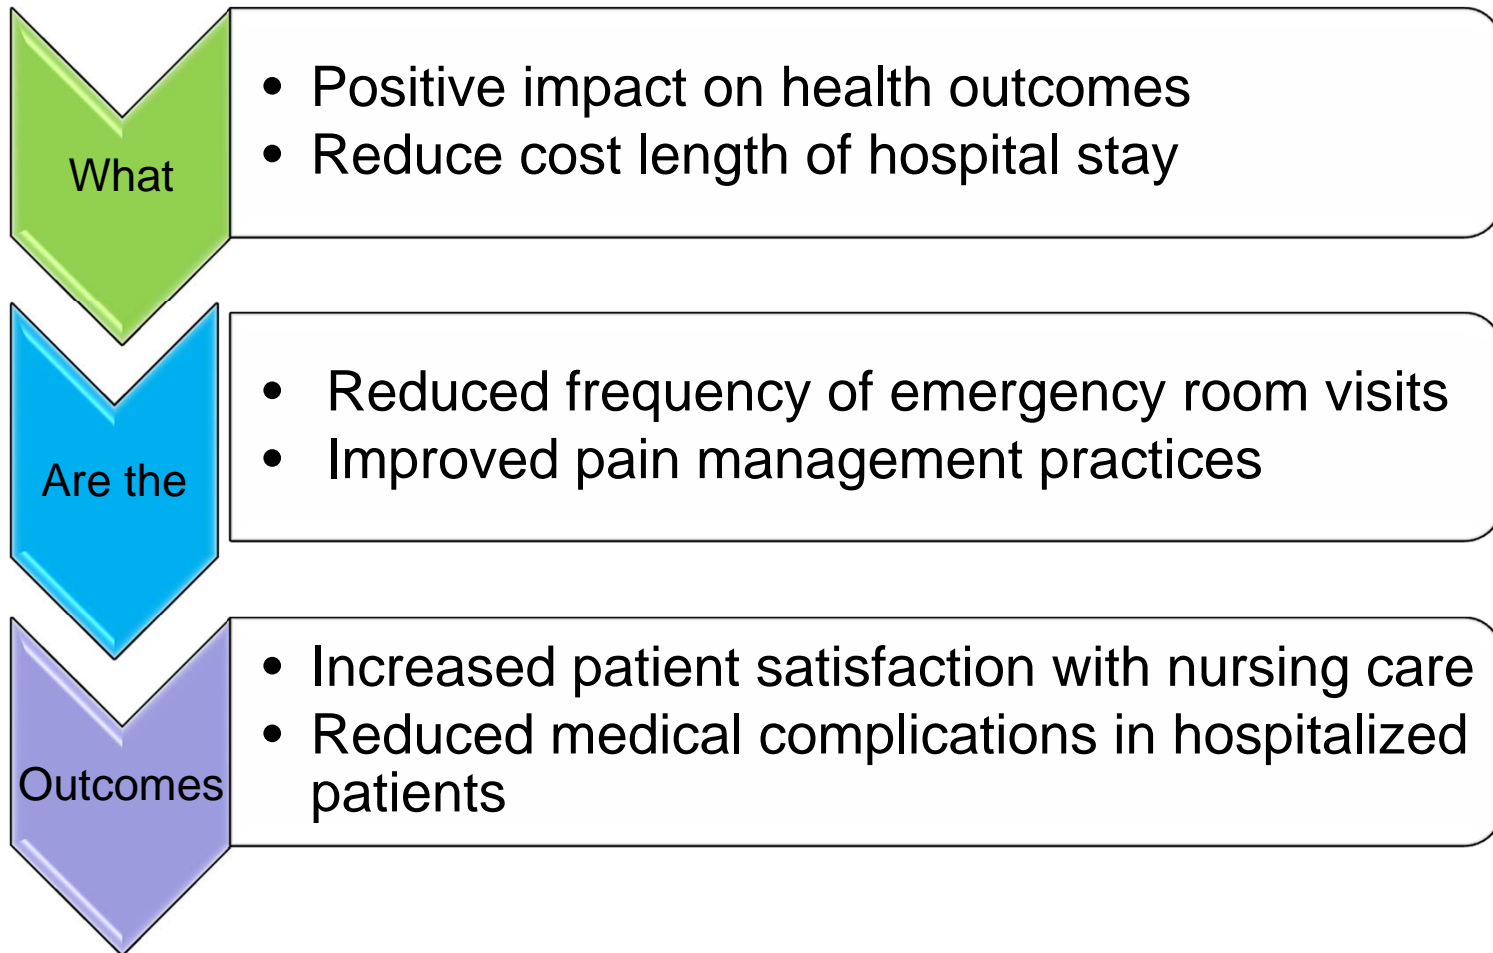 What
• Positive impact on health outcomes
• Reduce cost length of hospital stay
Are the
• Reduced frequency of emergency room visits
• Improved pain management practices
Outcomes
• Increased patient satisfaction with nursing care
• Reduced medical complications in hospitalized
patients